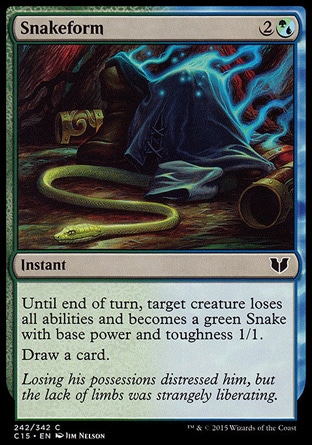 Snakeform 2
Instant
Until end of turn, target creature loses
all abilities and becomes a green Snake
with base power and toughness 1/1.
Draw a card.
Losing his possessions distressed him, but
the lack of limbs was strangely liberating.
242/342 C
C15 • EN Jim Nelson ™ & © 2015 Wizards of the Coast